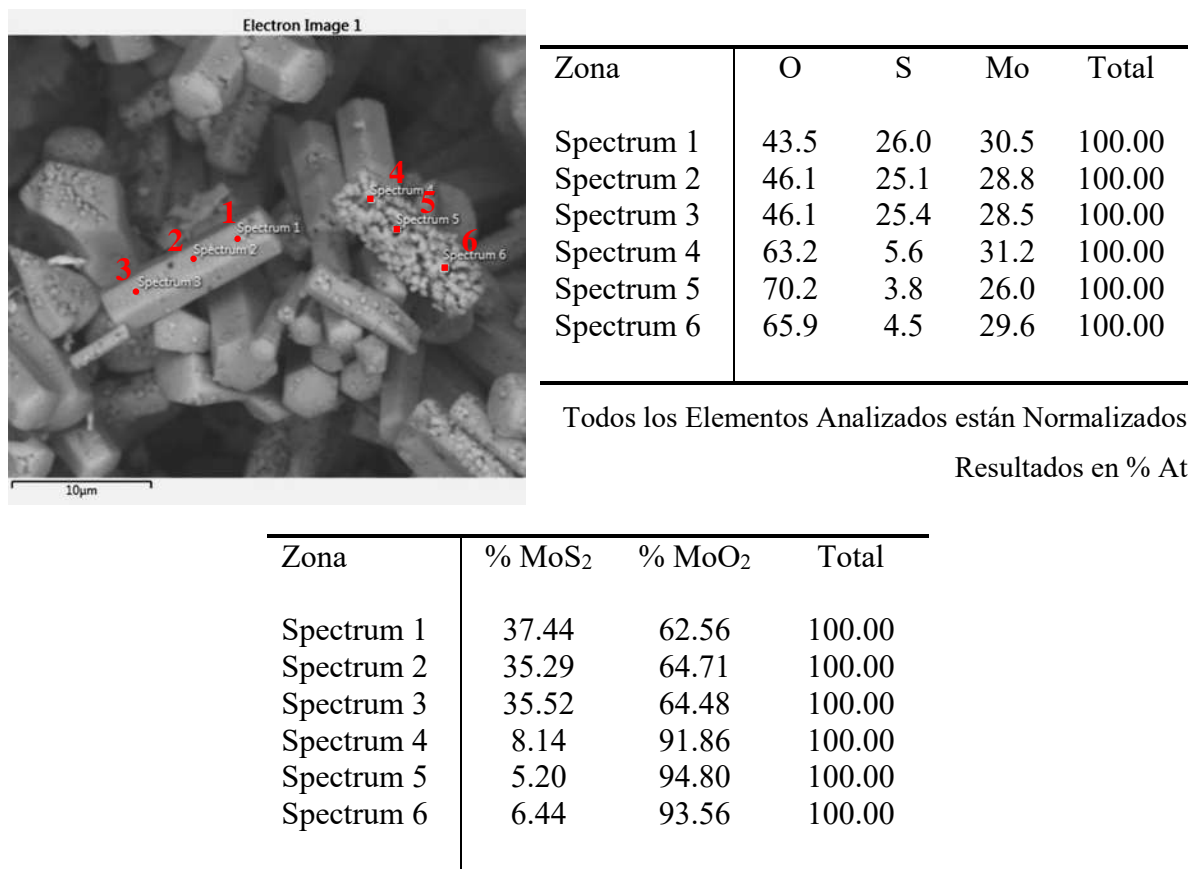 Electron Image 1
4
Spectrum 4
5
Spectrum 5
1
Spectrum 1
6
Spectrum 6
2
Spectrum 2
3
Spectrum 3
10µm
Zona O S Mo Total
Spectrum 1 43.5 26.0 30.5 100.00
Spectrum 2 46.1 25.1 28.8 100.00
Spectrum 3 46.1 25.4 28.5 100.00
Spectrum 4 63.2 5.6 31.2 100.00
Spectrum 5 70.2 3.8 26.0 100.00
Spectrum 6 65.9 4.5 29.6 100.00
Todos los Elementos Analizados están Normalizados
Resultados en % At
Zona % MoS₂ % MoO₂ Total
Spectrum 1 37.44 62.56 100.00
Spectrum 2 35.29 64.71 100.00
Spectrum 3 35.52 64.48 100.00
Spectrum 4 8.14 91.86 100.00
Spectrum 5 5.20 94.80 100.00
Spectrum 6 6.44 93.56 100.00